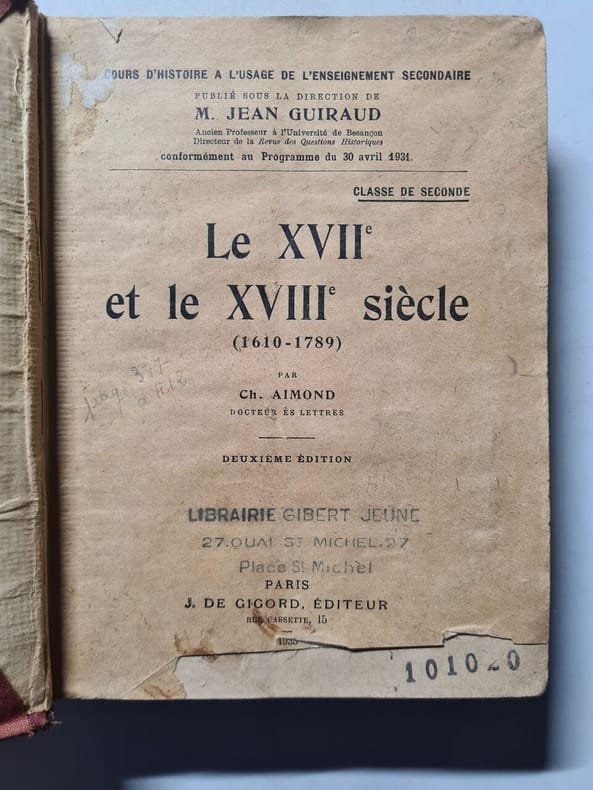 COURS D'HISTOIRE A L'USAGE DE L'ENSEIGNEMENT SECONDAIRE
PUBLIÉ SOUS LA DIRECTION DE
M. JEAN GUIRAUD
Ancien Professeur à l'Université de Besançon
Directeur de la Revue des Questions Historiques
conformément au Programme du 30 avril 1931.
CLASSE DE SECONDE
Le XVIIe
et le XVIIIe siècle
(1610-1789)
PAR
Ch. AIMOND
DOCTEUR ÈS LETTRES
page
à
DEUXIÈME ÉDITION
LIBRAIRIE GIBERT JEUNE
27.QUAI ST MICHEL.27
Place St Michel
PARIS
J. DE GIGORD, ÉDITEUR
RUE CASSETTE, 15
1935
101020